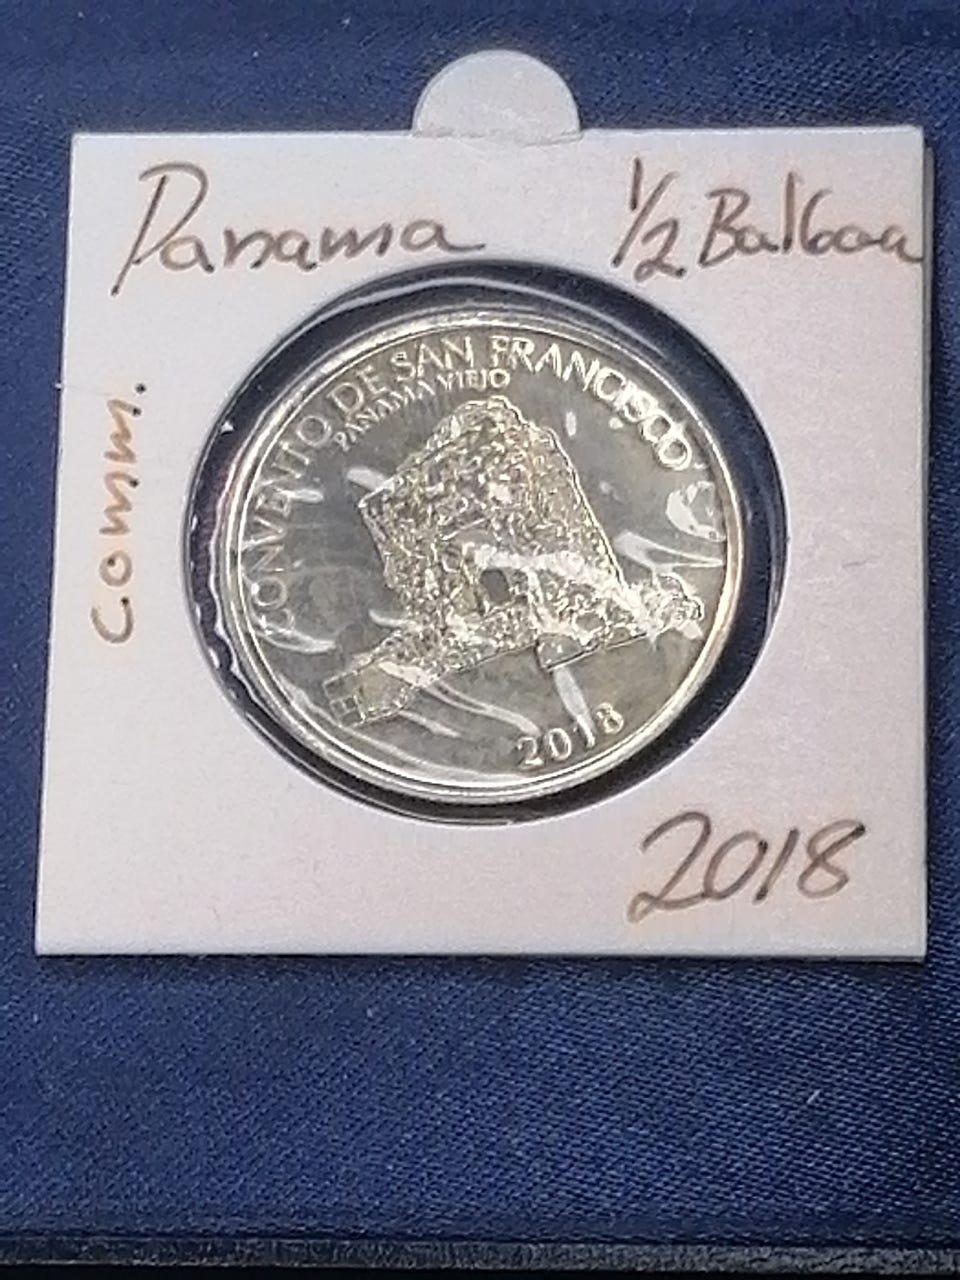 Panama
1/2 Balboa
comm.
CONVENTO DE SAN FRANCISCO
PANAMA VIEJO
2018
2018